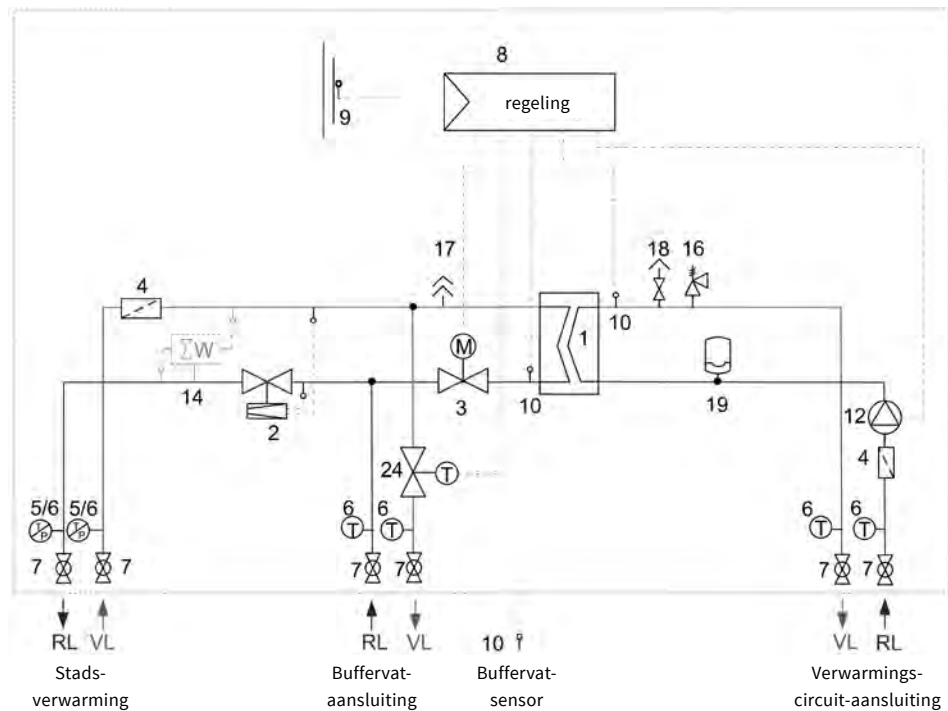 8
regeling
9
17
18
16
4
M
1
10
ΣW
14
2
3
10
19
12
24
T
4
5/6
5/6
6
6
6
6
T/P
T/P
T
T
T
T
7
7
7
7
7
7
RL
VL
RL
VL
10
VL
RL
Stads-
verwarming
Buffervat-
aansluiting
Buffervat-
sensor
Verwarmings-
circuit-aansluiting